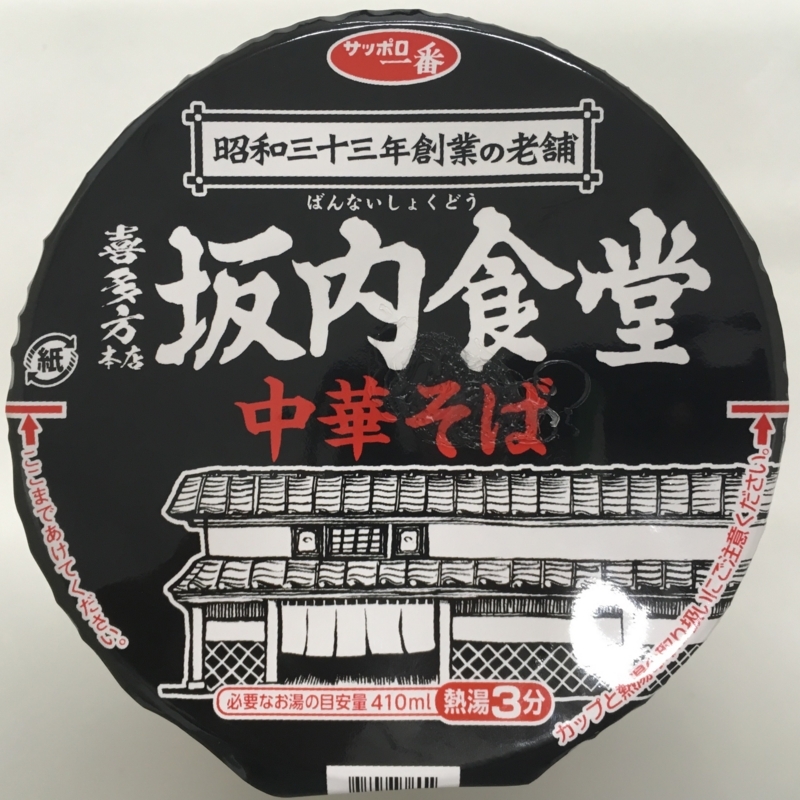 サッポロ一番
昭和三十三年創業の老舗
ばんないしょくどう
喜多方
本店
坂内食堂
中華そば
紙
ここまであけてください。
カップと熱湯の取り扱いにご注意ください。
必要なお湯の目安量410ml
熱湯3分